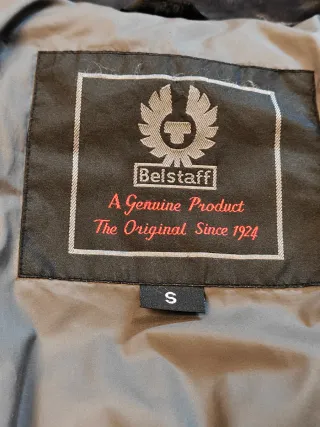 Belstaff
A Genuine Product
The Original Since 1924
S